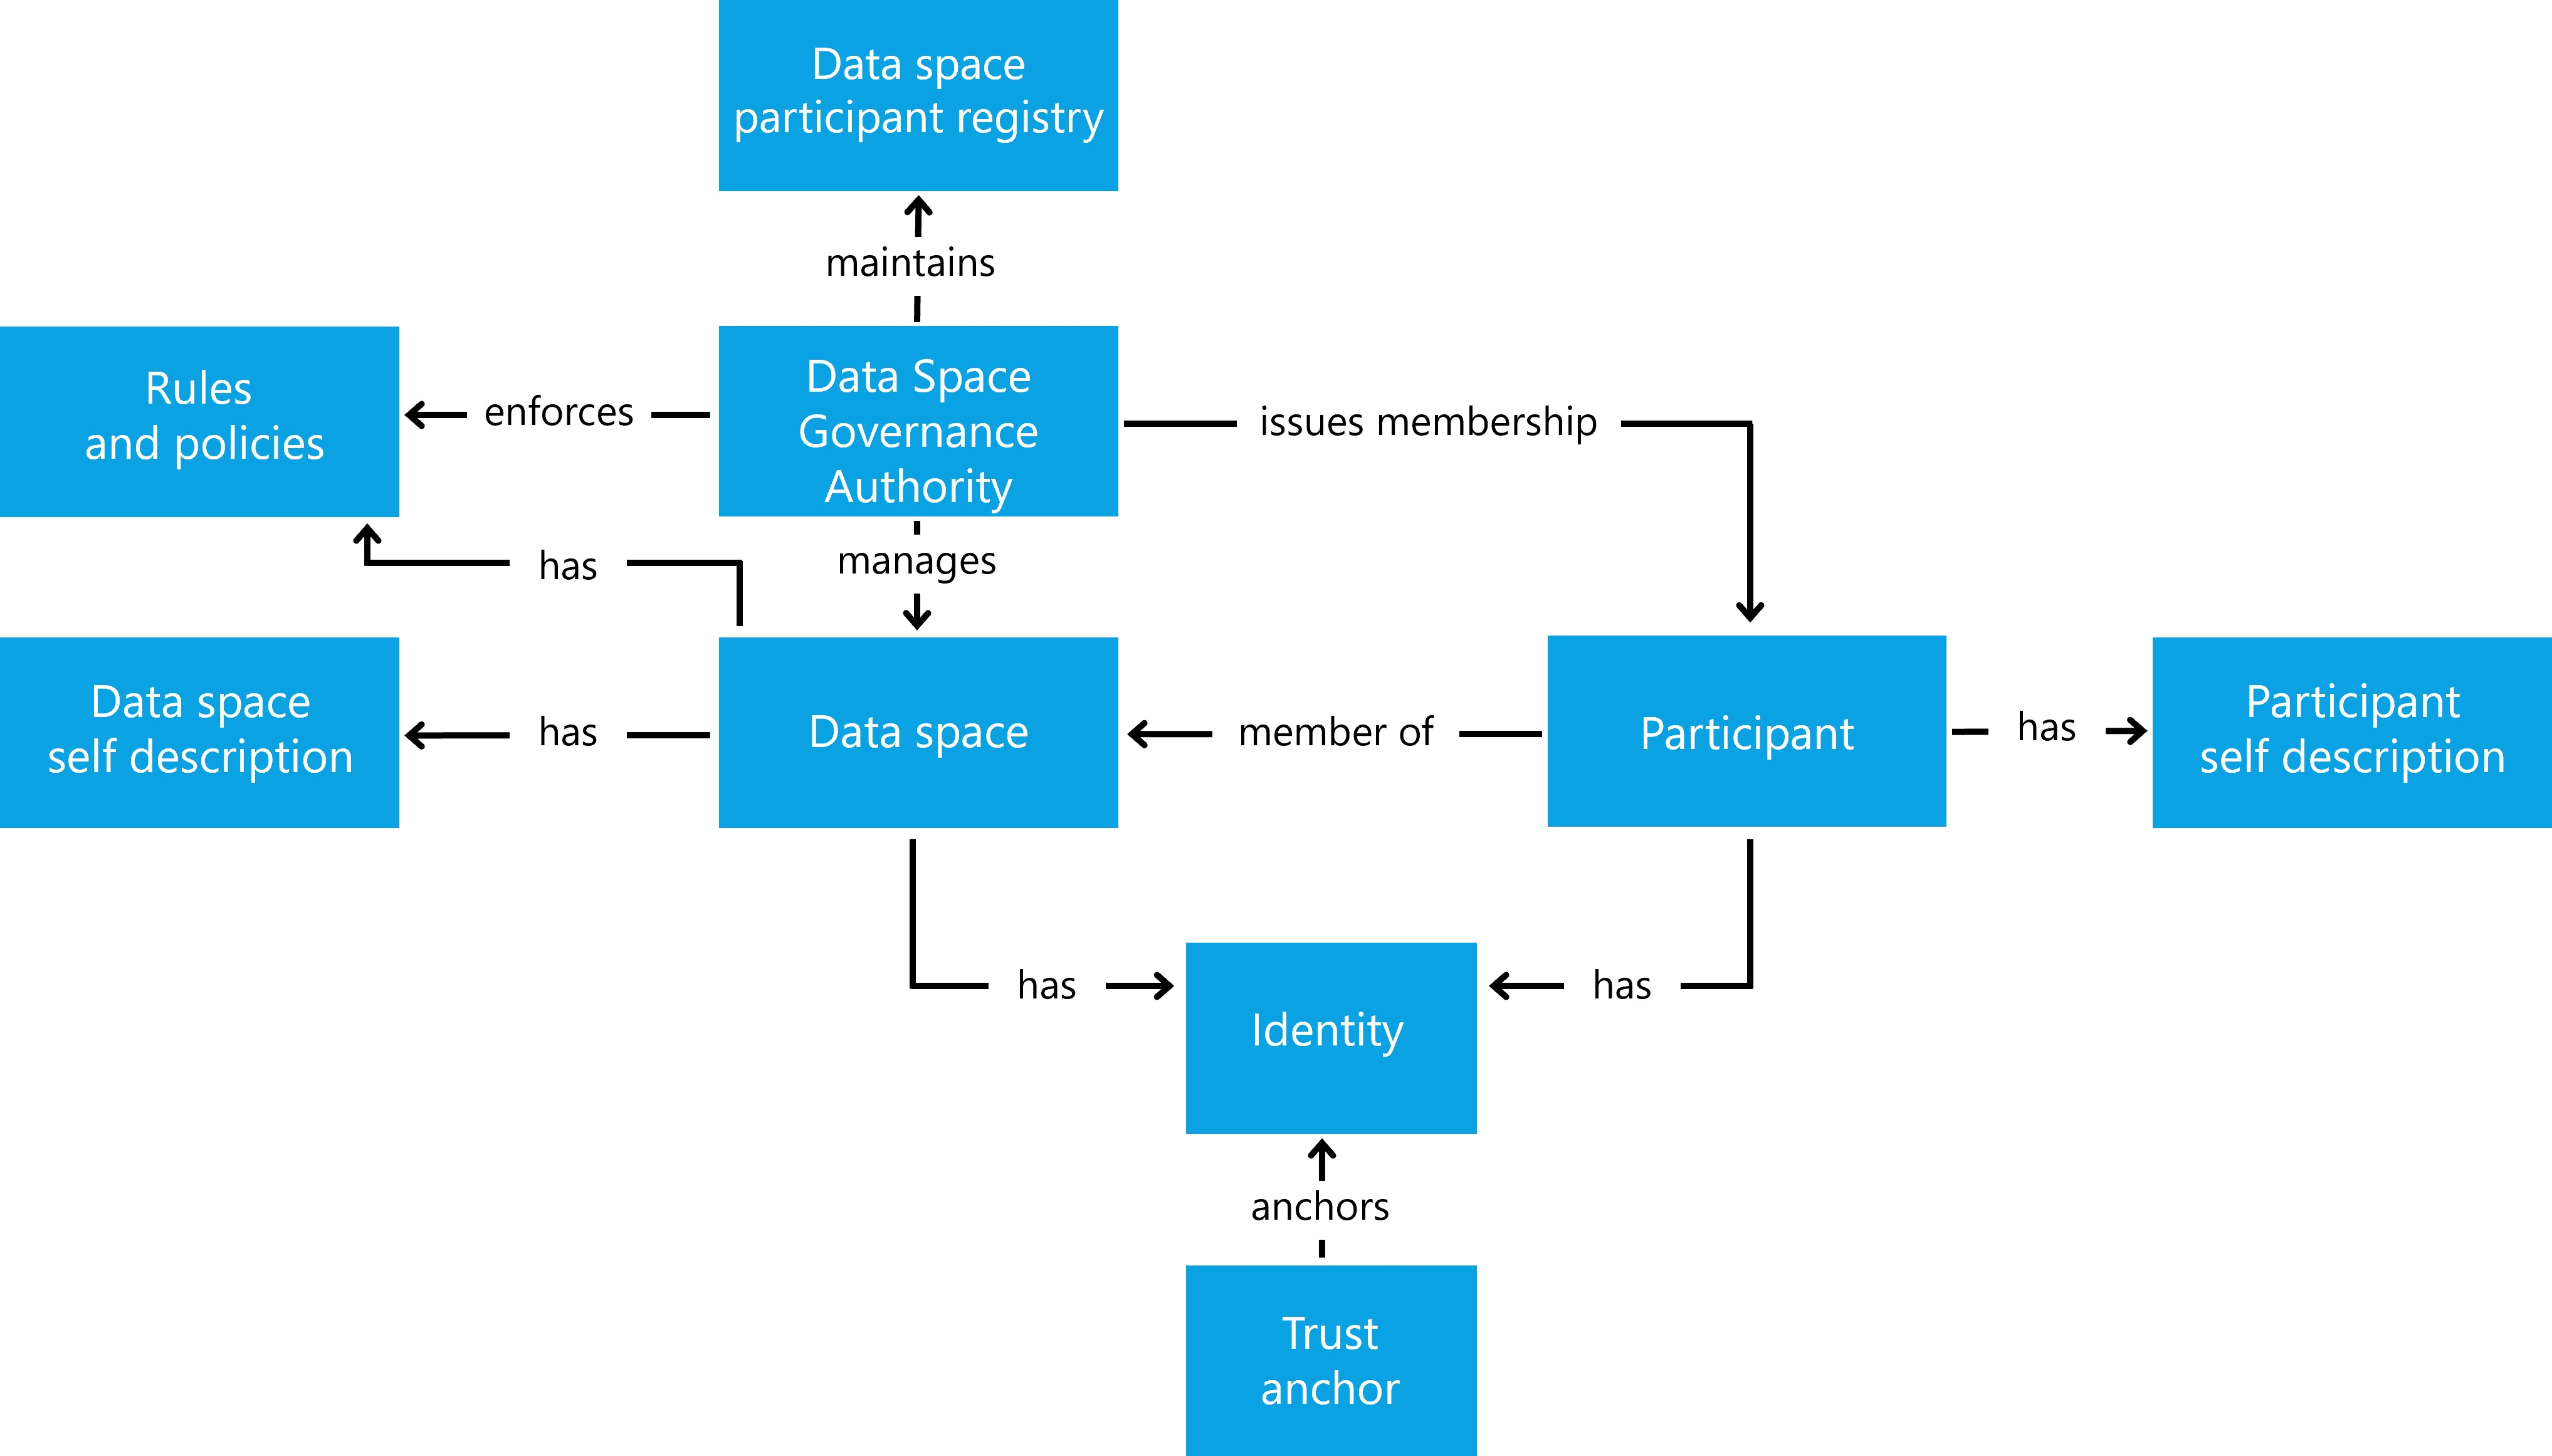 Data space
participant registry
maintains
Rules
and policies
enforces
Data Space
Governance
Authority
issues membership
has
manages
Data space
self description
has
Data space
member of
Participant
has
Participant
self description
has
Identity
has
anchors
Trust
anchor